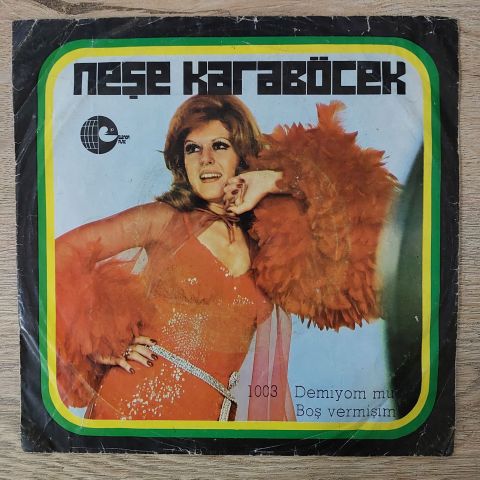 neşe karaböcek
1003 Demiyom mu
Boş vermişim